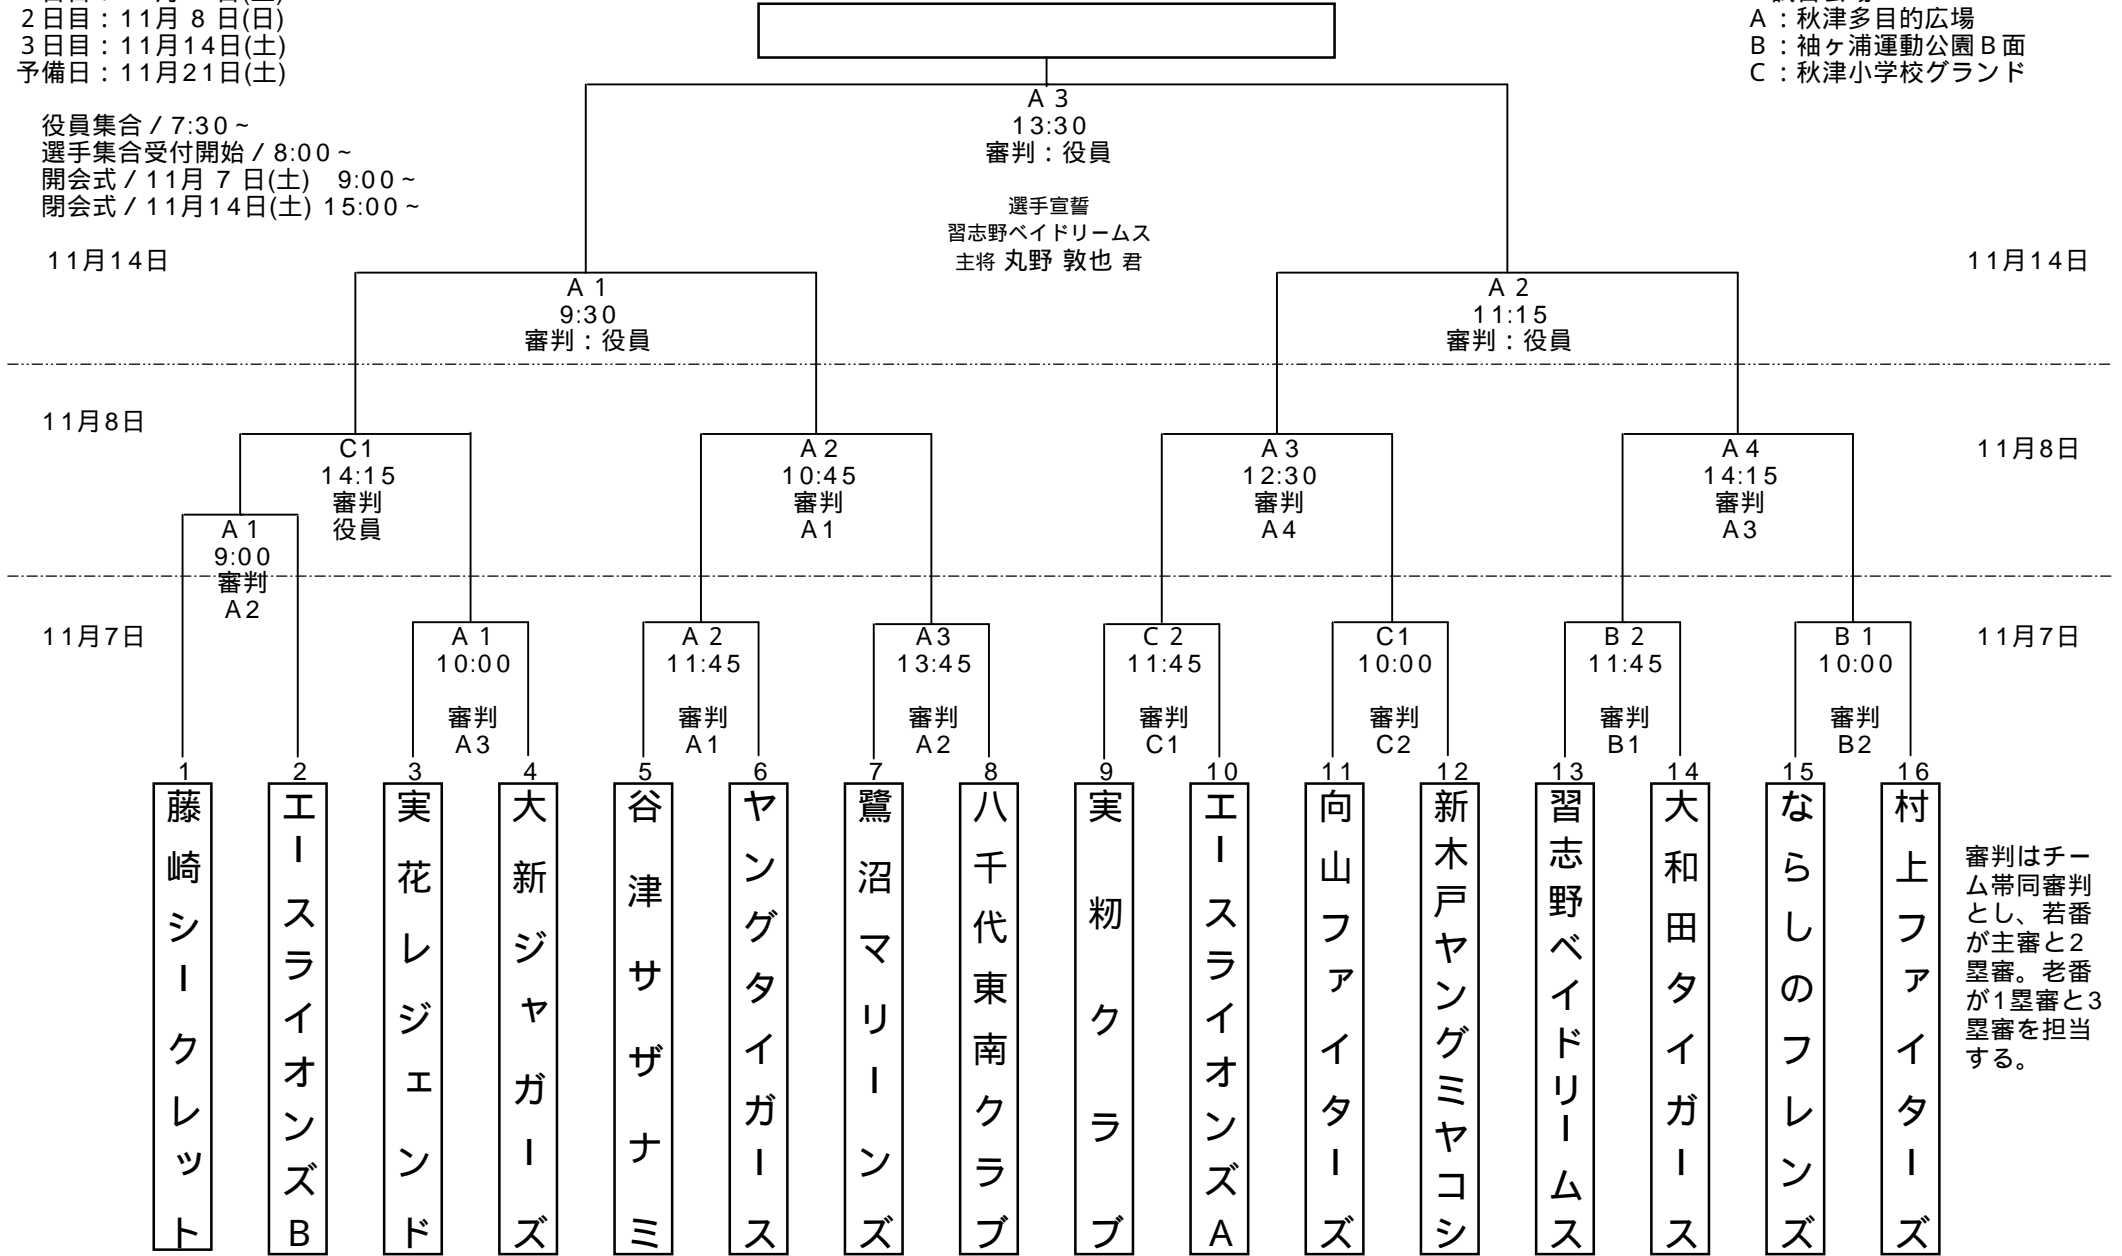 2日目：11月 8 日(日)
3日目：11月14日(土)
予備日：11月21日(土)
A：秋津多目的広場
B：袖ヶ浦運動公園B面
C：秋津小学校グランド
役員集合 / 7:30 ~
選手集合受付開始 / 8:00 ~
開会式 / 11月 7 日(土)　9:00 ~
閉会式 / 11月14日(土) 15:00 ~
A 3
13:30
審判：役員
選手宣誓
習志野ベイドリームス
主将 丸野 敦也 君
11月14日
11月14日
A 1
9:30
審判：役員
A 2
11:15
審判：役員
11月8日
11月8日
C1
14:15
審判
役員
A 2
10:45
審判
A1
A 3
12:30
審判
A4
A 4
14:15
審判
A3
A 1
9:00
審判
A2
11月7日
11月7日
A 1
10:00
審判
A3
A 2
11:45
審判
A1
A3
13:45
審判
A2
C 2
11:45
審判
C1
C1
10:00
審判
C2
B 2
11:45
審判
B1
B 1
10:00
審判
B2
1
藤崎シークレット
2
エースライオンズB
3
実花レジェンド
4
大新ジャガーズ
5
谷津サザナミ
6
ヤングタイガース
7
鷺沼マリーンズ
8
八千代東南クラブ
9
実籾クラブ
10
エースライオンズA
11
向山ファイターズ
12
新木戸ヤングミヤコシ
13
習志野ベイドリームス
14
大和田タイガース
15
ならしのフレンズ
16
村上ファイターズ
審判はチー
ム帯同審判
とし、若番
が主審と2
塁審。老番
が1塁審と3
塁審を担当
する。